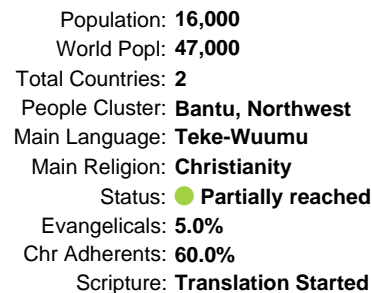 Population: 16,000
World Popl: 47,000
Total Countries: 2
People Cluster: Bantu, Northwest
Main Language: Teke-Wuumu
Main Religion: Christianity
Status: Partially reached
Evangelicals: 5.0%
Chr Adherents: 60.0%
Scripture: Translation Started